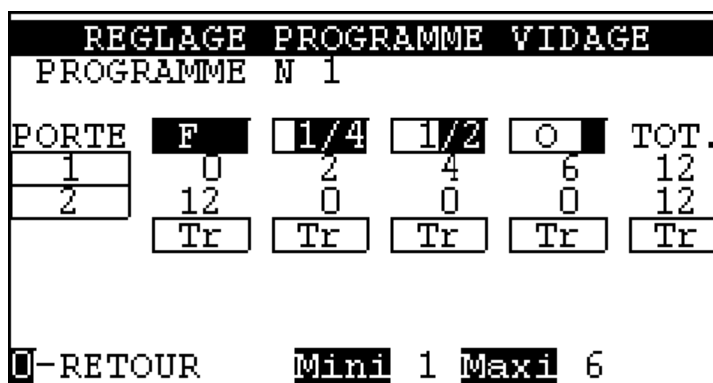 REGLAGE PROGRAMME VIDAGE
PROGRAMME N 1
PORTE F 1/4 1/2 O TOT.
1 0 2 4 6 12
2 12 0 0 0 12
Tr Tr Tr Tr Tr
0-RETOUR Mini 1 Maxi 6